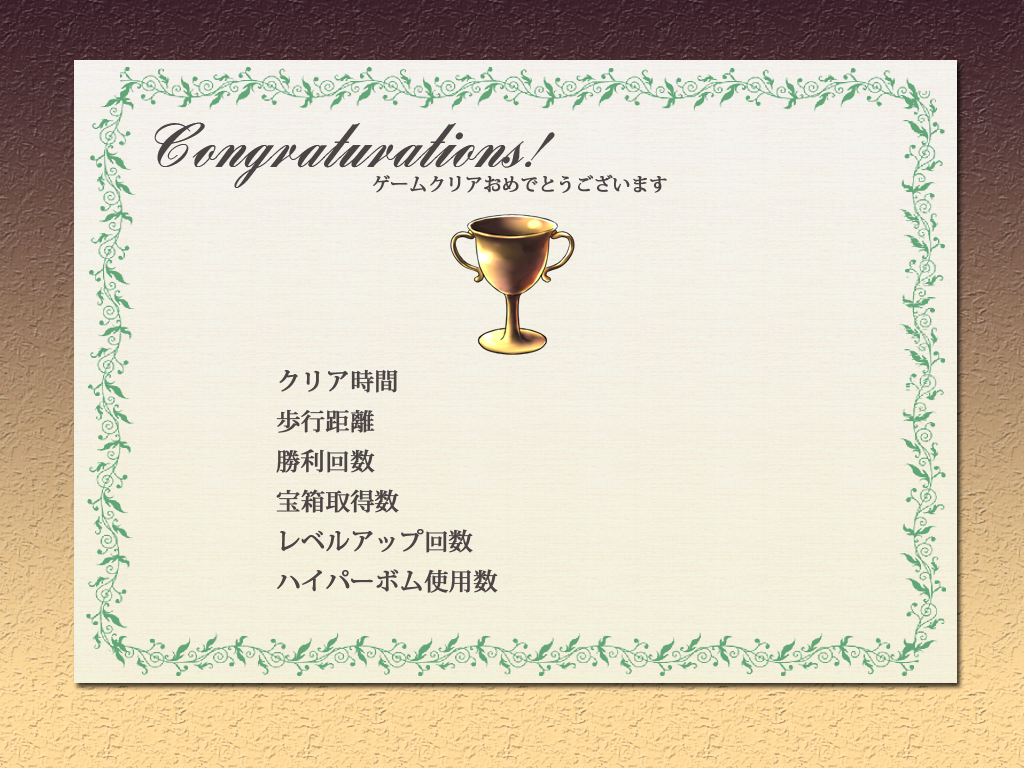 Congraturations!
ゲームクリアおめでとうございます
クリア時間
歩行距離
勝利回数
宝箱取得数
レベルアップ回数
ハイパーボム使用数